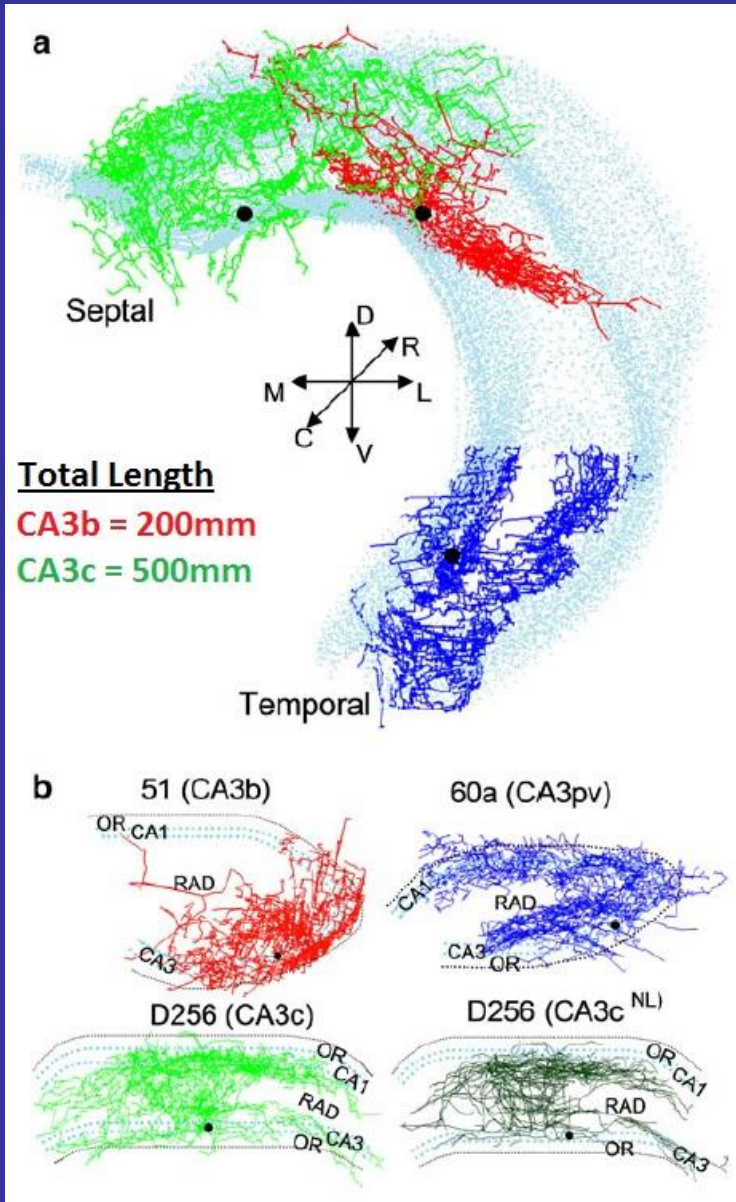 a
Septal
D
R
M
L
C
V
Total Length
CA3b = 200mm
CA3c = 500mm
Temporal
b
51 (CA3b)
60a (CA3pv)
OR
CA1
RAD
CA3
CA1
RAD
CA3
OR
D256 (CA3c)
D256 (CA3c NL)
OR
CA1
RAD
CA3
OR
OR
CA1
RAD
OR
CA3